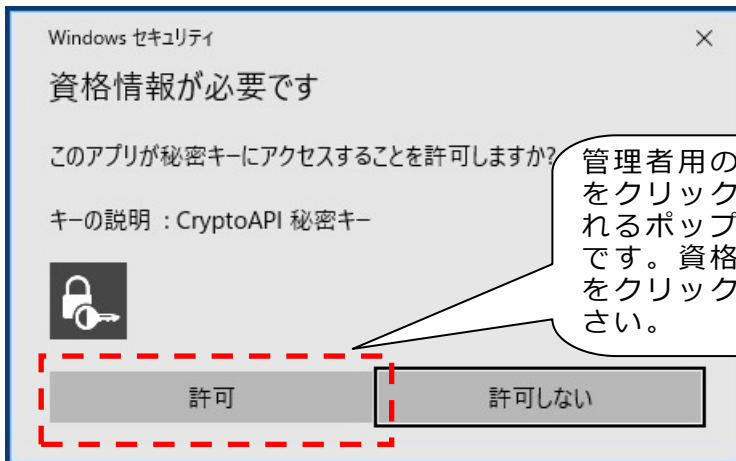 Windows セキュリティ
資格情報が必要です
このアプリが秘密キーにアクセスすることを許可しますか?
キーの説明 : CryptoAPI 秘密キー
管理者用の
をクリック
れるポップ
です。資格
をクリック
さい。
許可
許可しない